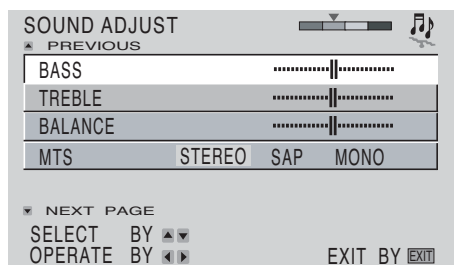 SOUND ADJUST
PREVIOUS
BASS
TREBLE
BALANCE
MTS STEREO SAP MONO
NEXT PAGE
SELECT BY
OPERATE BY EXIT BY EXIT